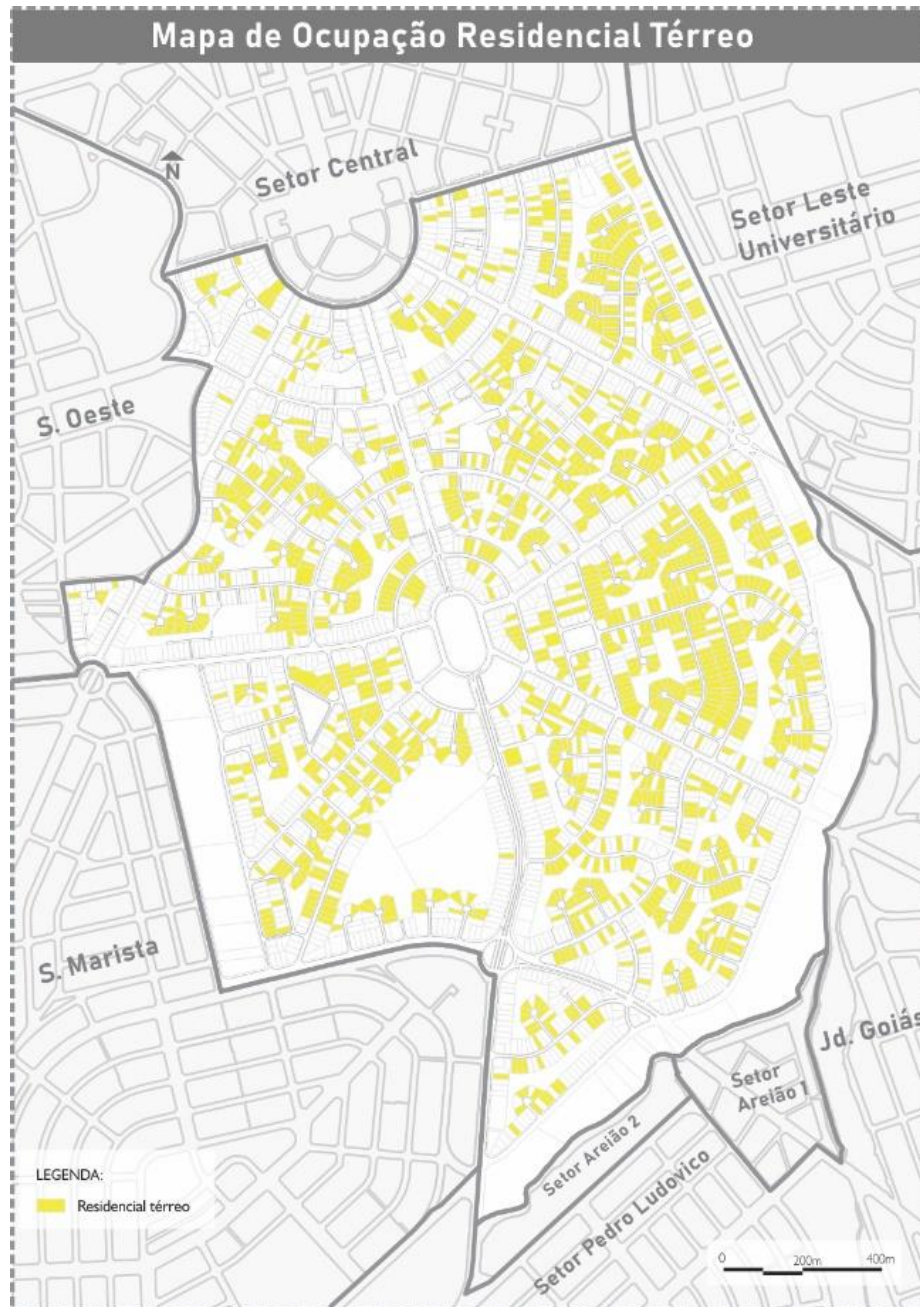 Mapa de Ocupação Residencial Térreo
N
Setor Central
Setor Leste
Universitário
S. Oeste
S. Marista
Jd. Goiás
Setor
Areião 1
Setor Areião 2
Setor Pedro Ludovico
LEGENDA:
Residencial térreo
0 200m 400m